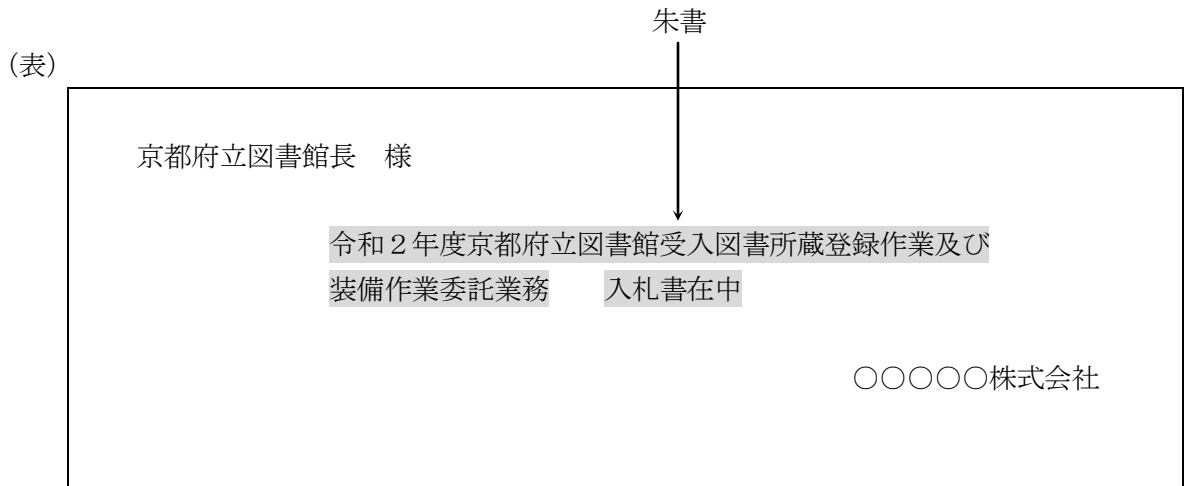 朱書
（表）
京都府立図書館長　様
令和２年度京都府立図書館受入図書所蔵登録作業及び
装備作業委託業務　　入札書在中
○○○○○株式会社